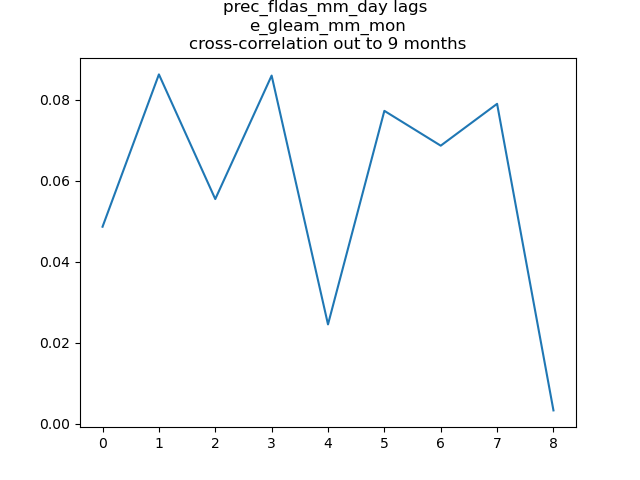 prec_fldas_mm_day lags
e_gleam_mm_mon
cross-correlation out to 9 months
0.08
0.06
0.04
0.02
0.00
0 1 2 3 4 5 6 7 8